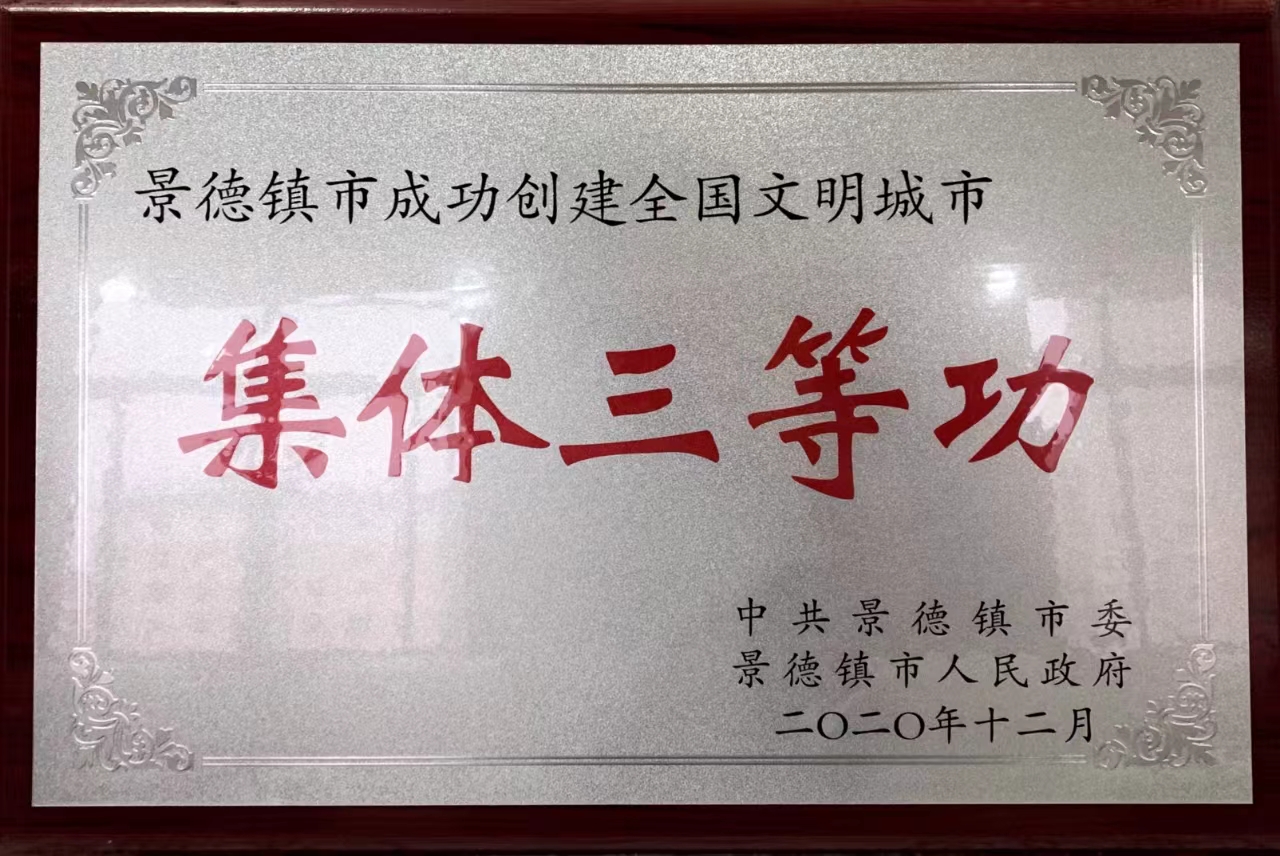 景德镇市成功创建全国文明城市
集体三等功
中共景德镇市委
景德镇市人民政府
二〇二〇年十二月